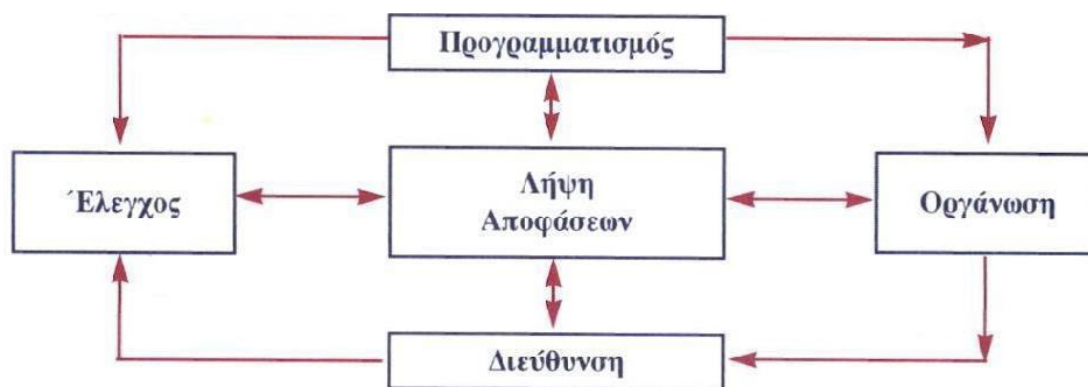 Προγραμματισμός
Έλεγχος
Λήψη
Αποφάσεων
Οργάνωση
Διεύθυνση